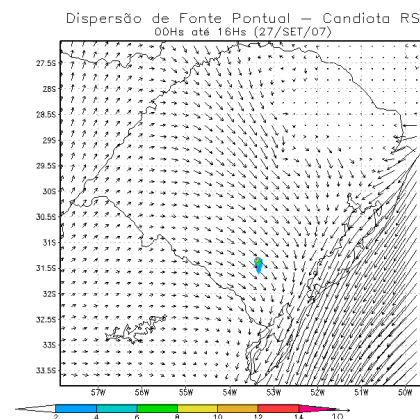 Dispersão de Fonte Pontual – Candiota RS
00Hs até 16Hs (27/SET/07)
27.5S
28S
28.5S
29S
29.5S
30S
30.5S
31S
31.5S
32S
32.5S
33S
33.5S
57W 56W 55W 54W 53W 52W 51W 50W
2 4 6 8 10 12 14 10